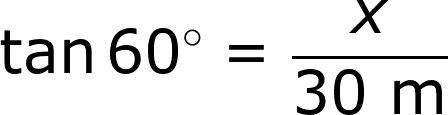 tan 60° = x / 30 m